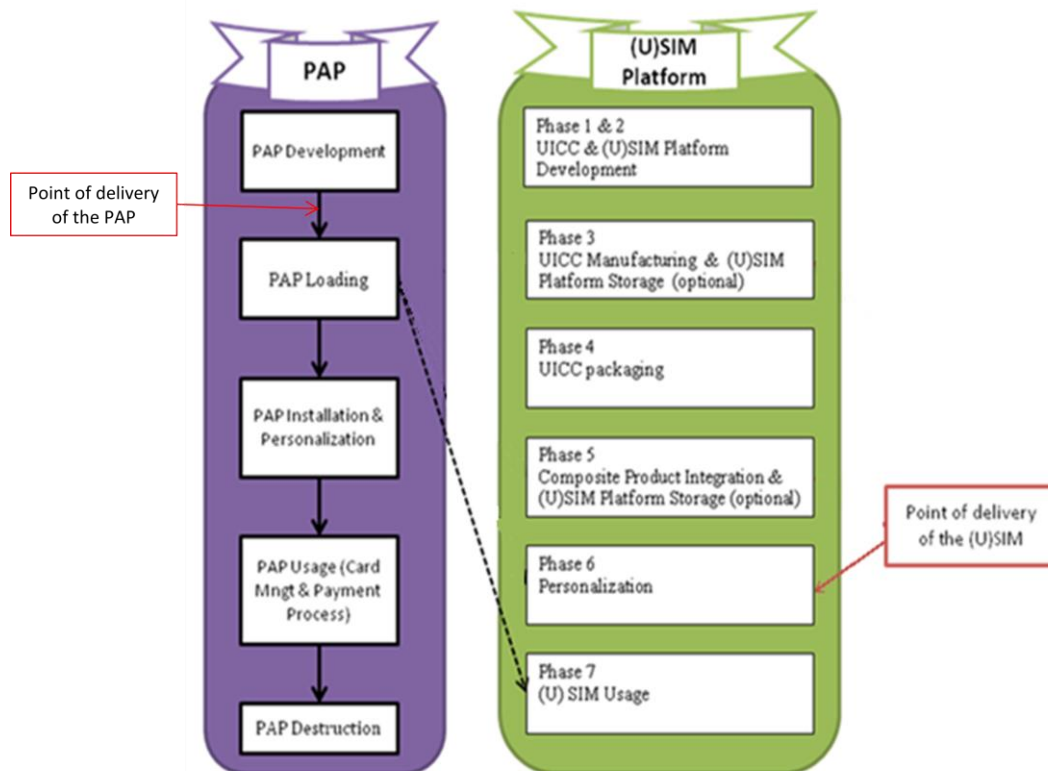 PAP
PAP Development
Point of delivery
of the PAP
PAP Loading
PAP Installation &
Personalization
PAP Usage (Card
Mngt & Payment
Process)
PAP Destruction
(U)SIM
Platform
Phase 1 & 2
UICC & (U)SIM Platform
Development
Phase 3
UICC Manufacturing & (U)SIM
Platform Storage (optional)
Phase 4
UICC packaging
Phase 5
Composite Product Integration &
(U)SIM Platform Storage (optional)
Phase 6
Personalization
Point of delivery
of the (U)SIM
Phase 7
(U) SIM Usage